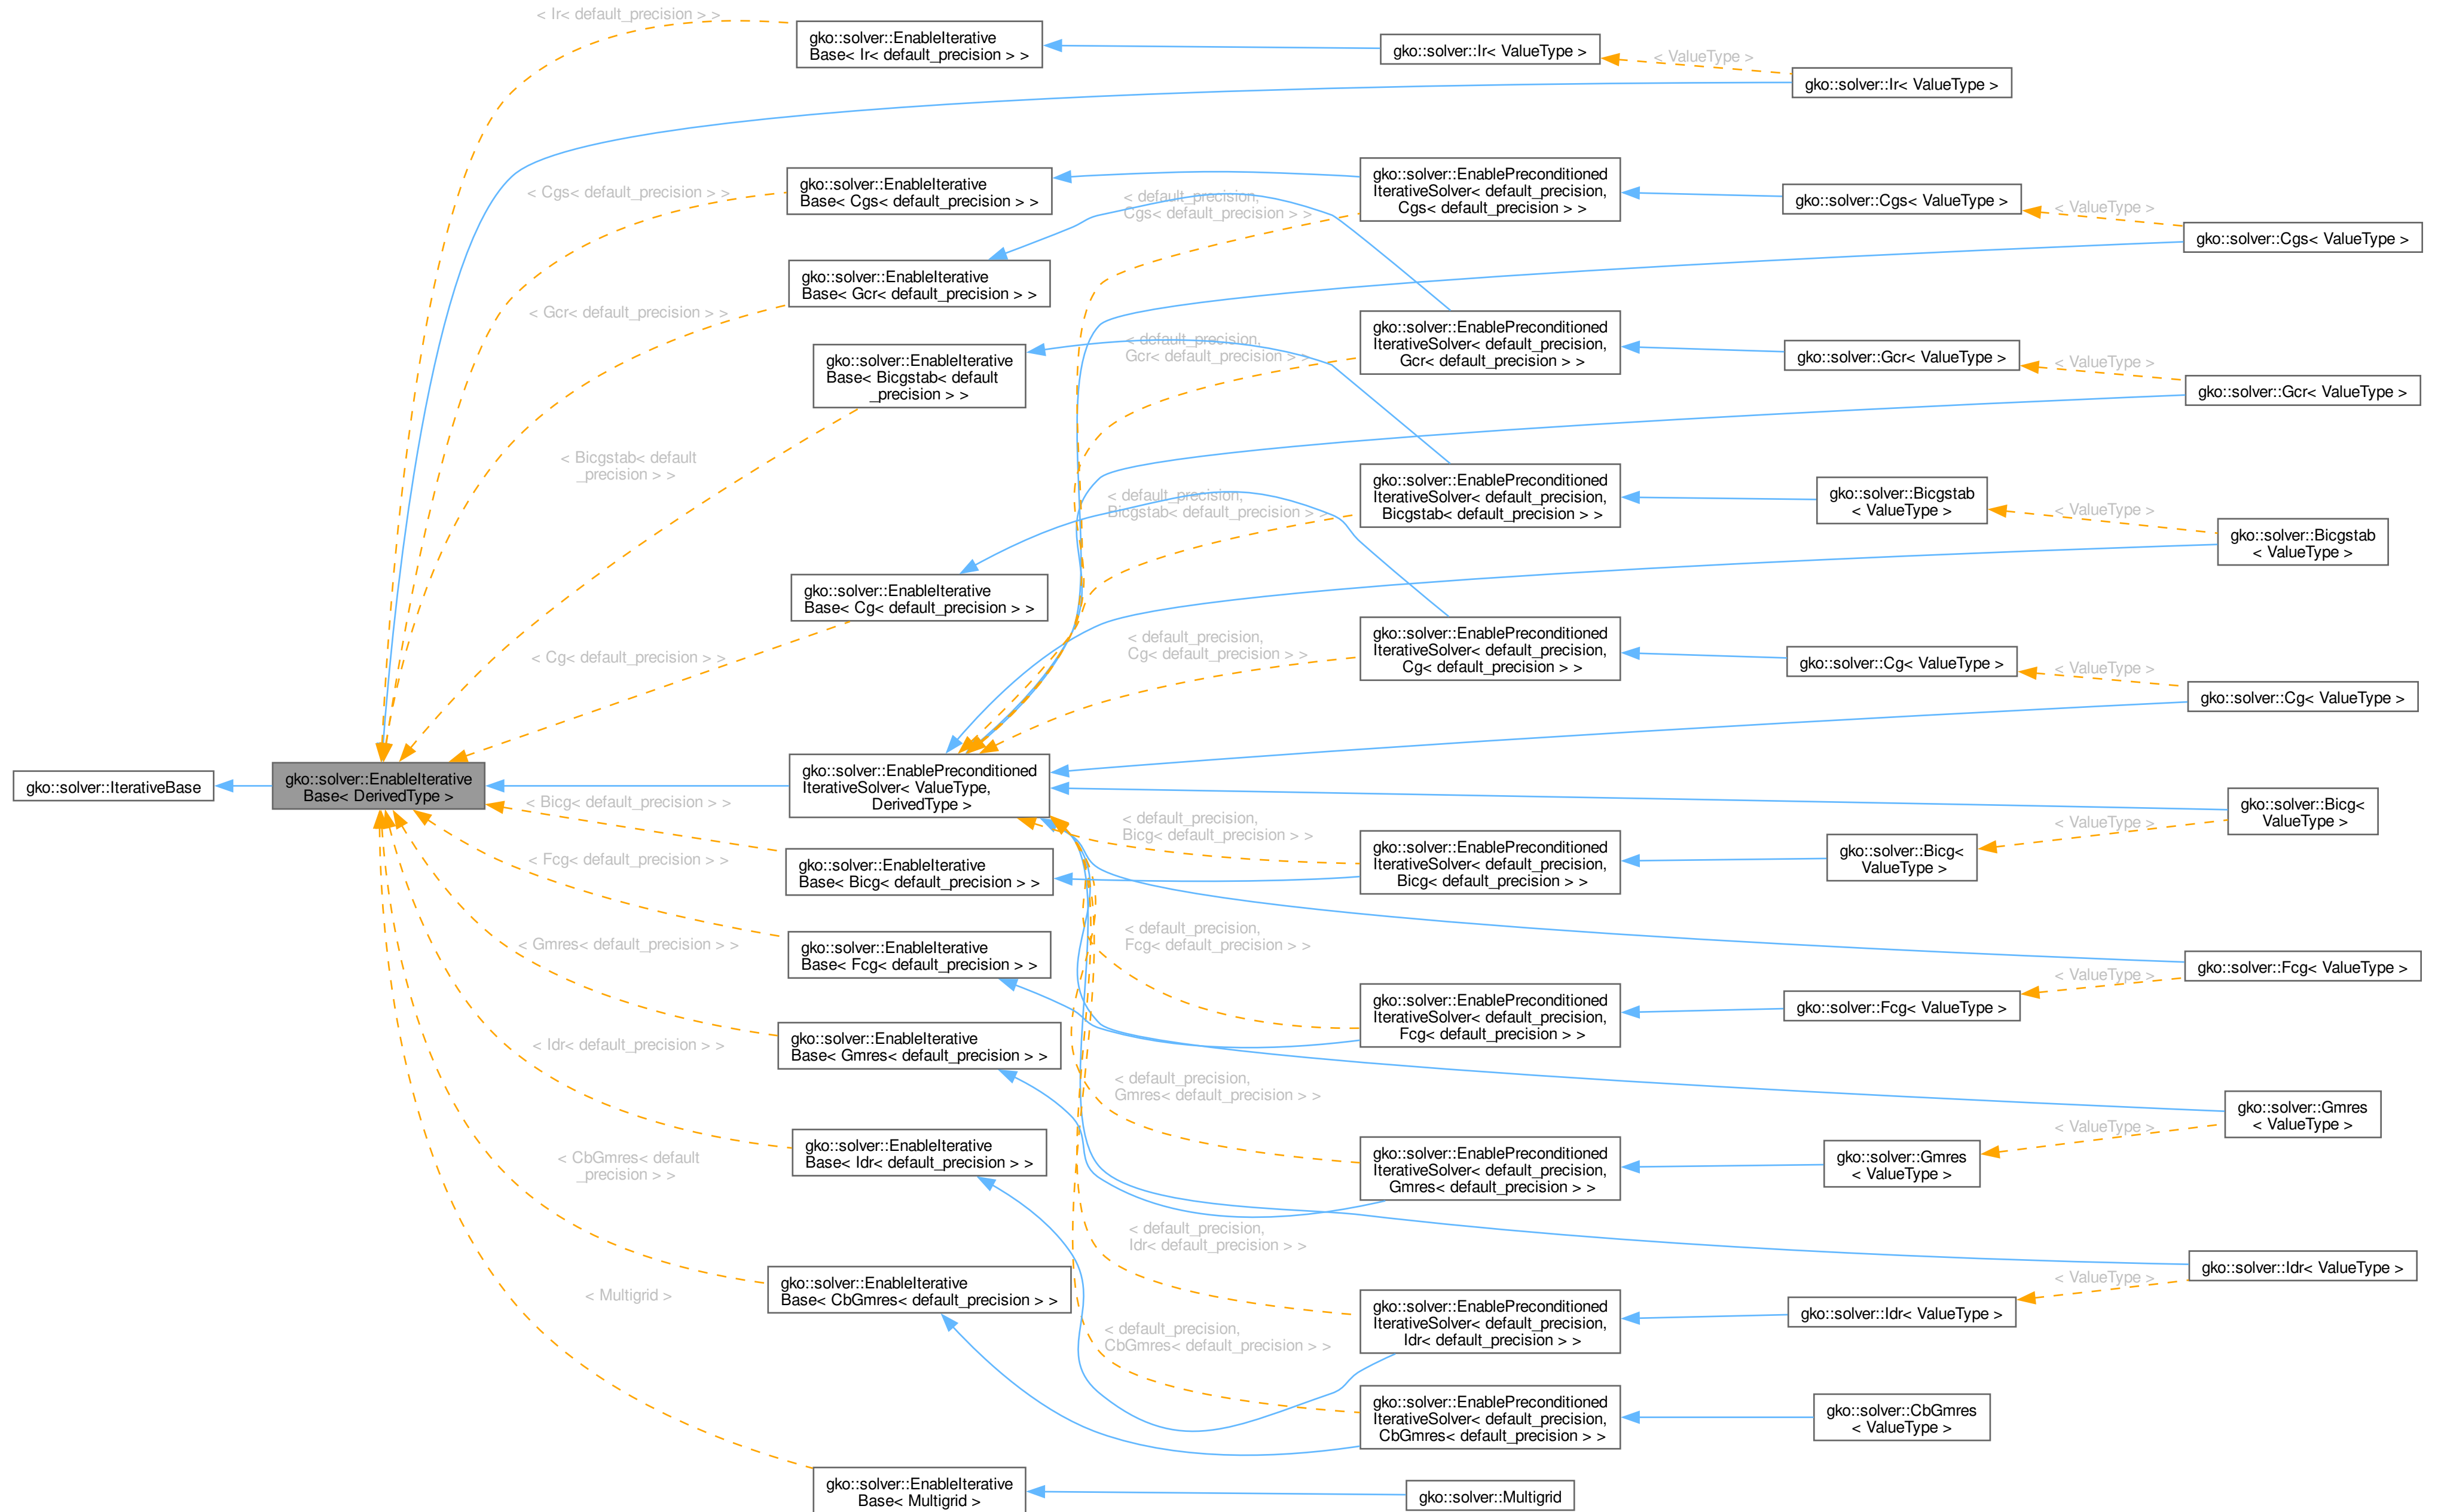 < Ir< default_precision > >
gko::solver::EnableIterative
Base< Ir< default_precision > >
gko::solver::Ir< ValueType >
< ValueType >
gko::solver::Ir< ValueType >
< Cgs< default_precision > >
gko::solver::EnableIterative
Base< Cgs< default_precision > >
< default_precision,
Cgs< default_precision > >
gko::solver::EnablePreconditioned
IterativeSolver< default_precision,
Cgs< default_precision > >
gko::solver::Cgs< ValueType >
< ValueType >
gko::solver::Cgs< ValueType >
< Gcr< default_precision > >
gko::solver::EnableIterative
Base< Gcr< default_precision > >
< default_precision,
Gcr< default_precision > >
gko::solver::EnablePreconditioned
IterativeSolver< default_precision,
Gcr< default_precision > >
gko::solver::Gcr< ValueType >
< ValueType >
gko::solver::Gcr< ValueType >
gko::solver::EnableIterative
Base< Bicgstab< default
_precision > >
< Bicgstab< default
_precision > >
< default_precision,
Bicgstab< default_precision > >
gko::solver::EnablePreconditioned
IterativeSolver< default_precision,
Bicgstab< default_precision > >
gko::solver::Bicgstab
< ValueType >
< ValueType >
gko::solver::Bicgstab
< ValueType >
gko::solver::EnableIterative
Base< Cg< default_precision > >
< Cg< default_precision > >
< default_precision,
Cg< default_precision > >
gko::solver::EnablePreconditioned
IterativeSolver< default_precision,
Cg< default_precision > >
gko::solver::Cg< ValueType >
< ValueType >
gko::solver::Cg< ValueType >
gko::solver::IterativeBase
gko::solver::EnableIterative
Base< DerivedType >
gko::solver::EnablePreconditioned
IterativeSolver< ValueType,
DerivedType >
< Bicg< default_precision > >
gko::solver::EnableIterative
Base< Bicg< default_precision > >
< default_precision,
Bicg< default_precision > >
gko::solver::EnablePreconditioned
IterativeSolver< default_precision,
Bicg< default_precision > >
gko::solver::Bicg<
ValueType >
< ValueType >
gko::solver::Bicg<
ValueType >
< Fcg< default_precision > >
gko::solver::EnableIterative
Base< Fcg< default_precision > >
< default_precision,
Fcg< default_precision > >
gko::solver::EnablePreconditioned
IterativeSolver< default_precision,
Fcg< default_precision > >
gko::solver::Fcg< ValueType >
< ValueType >
gko::solver::Fcg< ValueType >
< Gmres< default_precision > >
gko::solver::EnableIterative
Base< Gmres< default_precision > >
< default_precision,
Gmres< default_precision > >
gko::solver::EnablePreconditioned
IterativeSolver< default_precision,
Gmres< default_precision > >
gko::solver::Gmres
< ValueType >
< ValueType >
gko::solver::Gmres
< ValueType >
< Idr< default_precision > >
gko::solver::EnableIterative
Base< Idr< default_precision > >
< default_precision,
Idr< default_precision > >
gko::solver::EnablePreconditioned
IterativeSolver< default_precision,
Idr< default_precision > >
gko::solver::Idr< ValueType >
< ValueType >
gko::solver::Idr< ValueType >
< CbGmres< default
_precision > >
gko::solver::EnableIterative
Base< CbGmres< default_precision > >
< default_precision,
CbGmres< default_precision > >
gko::solver::EnablePreconditioned
IterativeSolver< default_precision,
CbGmres< default_precision > >
gko::solver::CbGmres
< ValueType >
< Multigrid >
gko::solver::EnableIterative
Base< Multigrid >
gko::solver::Multigrid